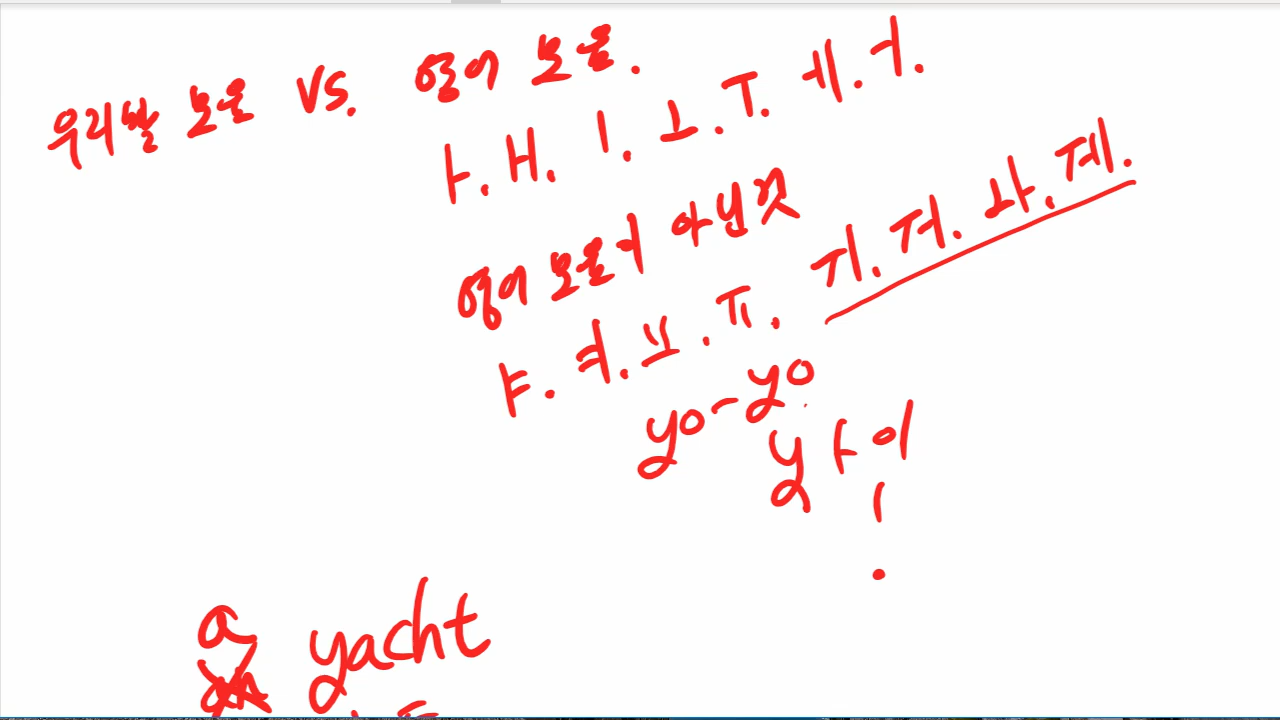 우리말 모음 VS. 영어 모음.
ㅏ. ㅐ. ㅣ. ㅗ. ㅜ. ㅔ. ㅓ.
영어 모음이 아닌것
ㅑ. ㅕ. ㅛ. ㅠ. ㅟ. ㅝ. ㅘ. ㅞ.
yo-yo
y ㅏ이
a yacht